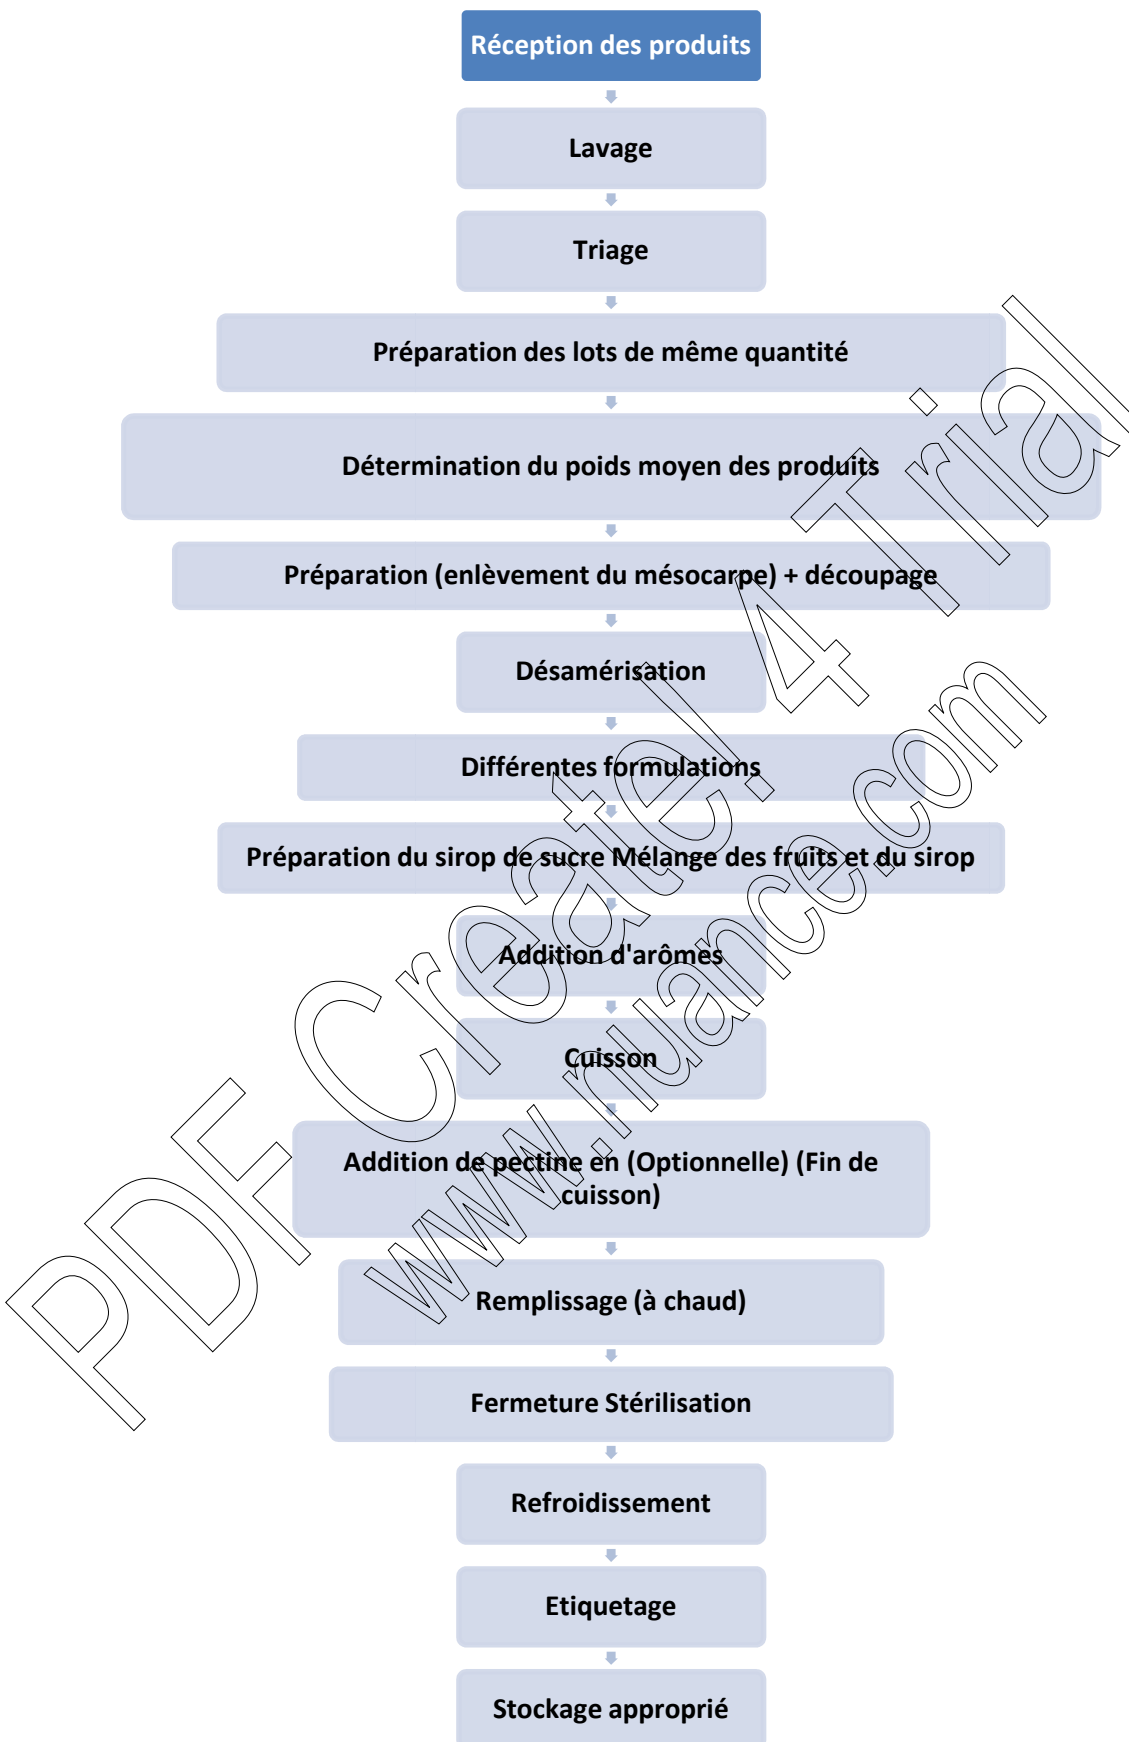 Réception des produits
Lavage
Triage
Préparation des lots de même quantité
Détermination du poids moyen des produits
Préparation (enlèvement du mésocarpe) + découpage
Désamérisation
Différentes formulations
Préparation du sirop de sucre Mélange des fruits et du sirop
Addition d'arômes
Cuisson
Addition de pectine en (Optionnelle) (Fin de
cuisson)
Remplissage (à chaud)
Fermeture Stérilisation
Refroidissement
Etiquetage
Stockage approprié
PDF Create! 4 Trial
www.nuance.com